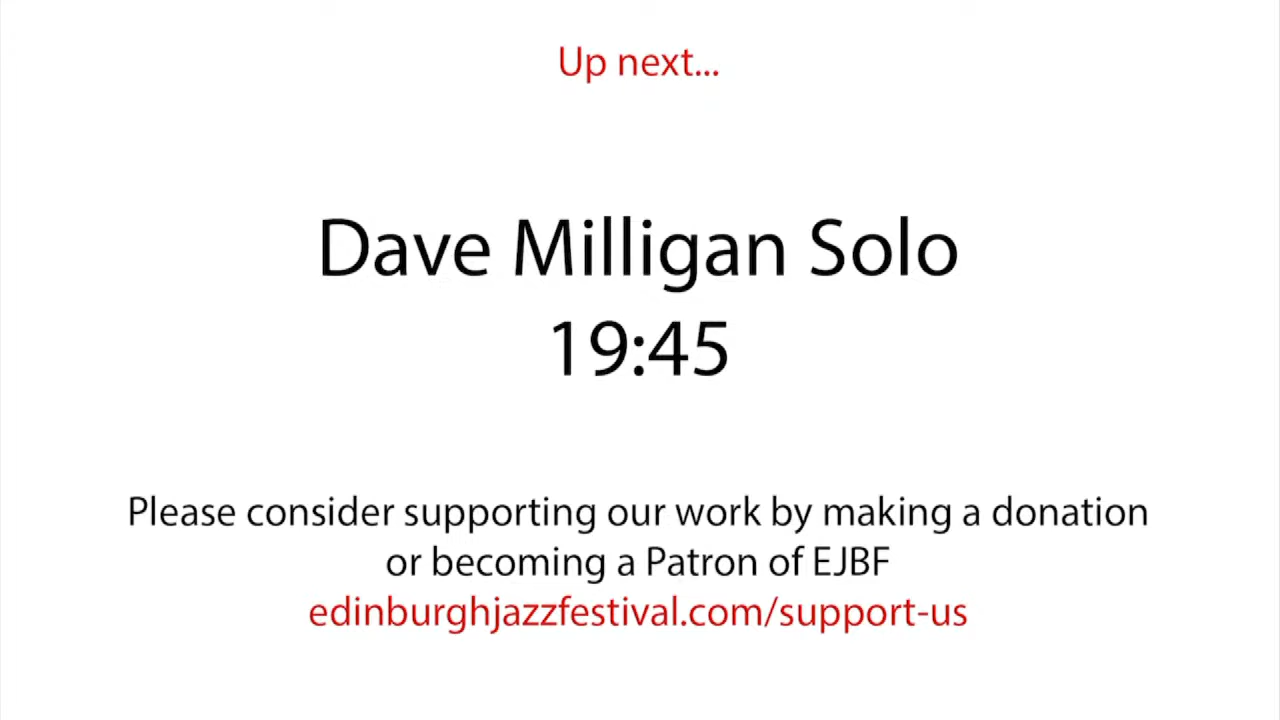 Up next...
Dave Milligan Solo
19:45
Please consider supporting our work by making a donation
or becoming a Patron of EJBF
edinburghjazzfestival.com/support-us